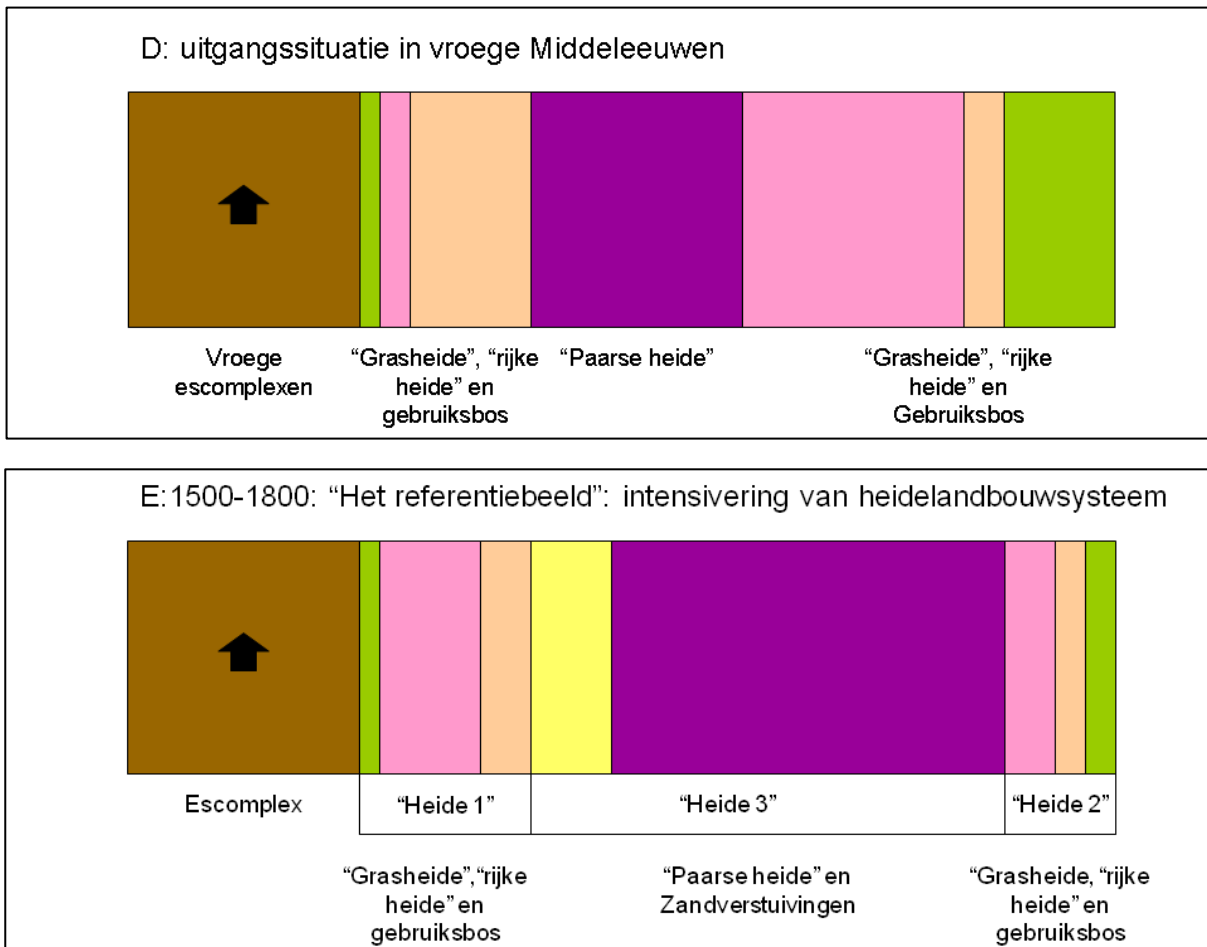 D: uitgangssituatie in vroege Middeleeuwen
Vroege
escomplexen
“Grasheide”, “rijke
heide” en
gebruiksbos
“Paarse heide”
“Grasheide”, “rijke
heide” en
Gebruiksbos
E:1500-1800: “Het referentiebeeld”: intensivering van heidelandbouwsysteem
Escomplex
“Heide 1”
“Heide 3”
“Heide 2”
“Grasheide”,“rijke
heide” en
gebruiksbos
“Paarse heide” en
Zandverstuivingen
“Grasheide, “rijke
heide” en
gebruiksbos